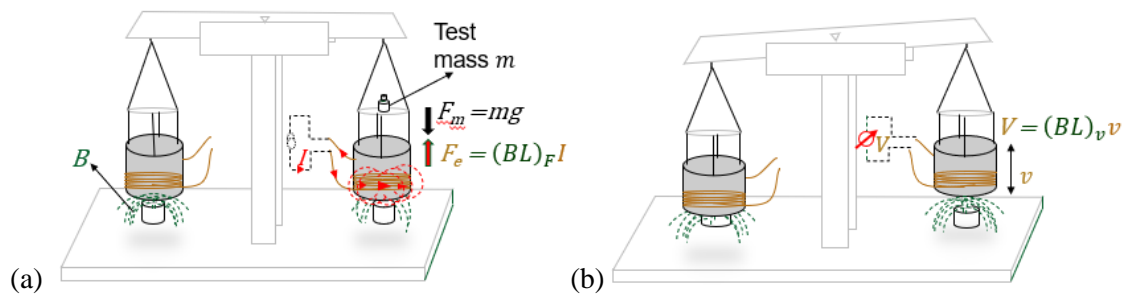 Test
mass m
F_m = mg
F_e = (BL)_F I
I
B
(a)
V = (BL)_v v
V
v
(b)